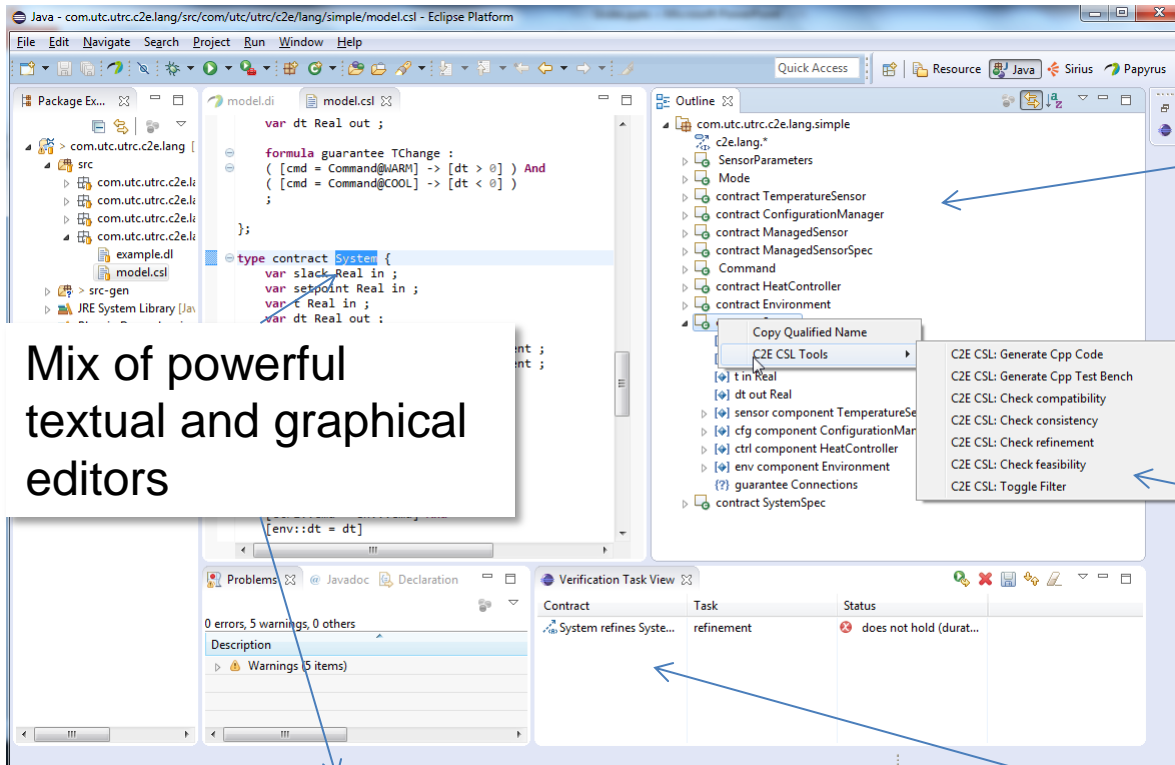 Java - com.utc.utrc.c2e.lang/src/com/utc/utrc/c2e/lang/simple/model.csl - Eclipse Platform
File Edit Navigate Search Project Run Window Help
Quick Access Resource Java Sirius Papyrus
Package Ex...
> com.utc.utrc.c2e.lang [
src
com.utc.utrc.c2e.la
com.utc.utrc.c2e.la
com.utc.utrc.c2e.la
com.utc.utrc.c2e.la
example.dl
model.csl
> src-gen
JRE System Library [Jav
model.di model.csl
var dt Real out ;
formula guarantee TChange :
( [cmd = Command@WARM] -> [dt > 0] ) And
( [cmd = Command@COOL] -> [dt < 0] )
;
};
type contract System {
var slack Real in ;
var setpoint Real in ;
var t Real in ;
var dt Real out ;
ent ;
ent ;
[env::dt = dt]
Mix of powerful
textual and graphical
editors
Outline
com.utc.utrc.c2e.lang.simple
c2e.lang.*
SensorParameters
Mode
contract TemperatureSensor
contract ConfigurationManager
contract ManagedSensor
contract ManagedSensorSpec
Command
contract HeatController
contract Environment
t in Real
dt out Real
sensor component TemperatureSe
cfg component ConfigurationMar
ctrl component HeatController
env component Environment
{?} guarantee Connections
contract SystemSpec
Copy Qualified Name
C2E CSL Tools
C2E CSL: Generate Cpp Code
C2E CSL: Generate Cpp Test Bench
C2E CSL: Check compatibility
C2E CSL: Check consistency
C2E CSL: Check refinement
C2E CSL: Check feasibility
C2E CSL: Toggle Filter
Problems @ Javadoc Declaration
0 errors, 5 warnings, 0 others
Description
Warnings (5 items)
Verification Task View
Contract Task Status
System refines Syste... refinement does not hold (durat...